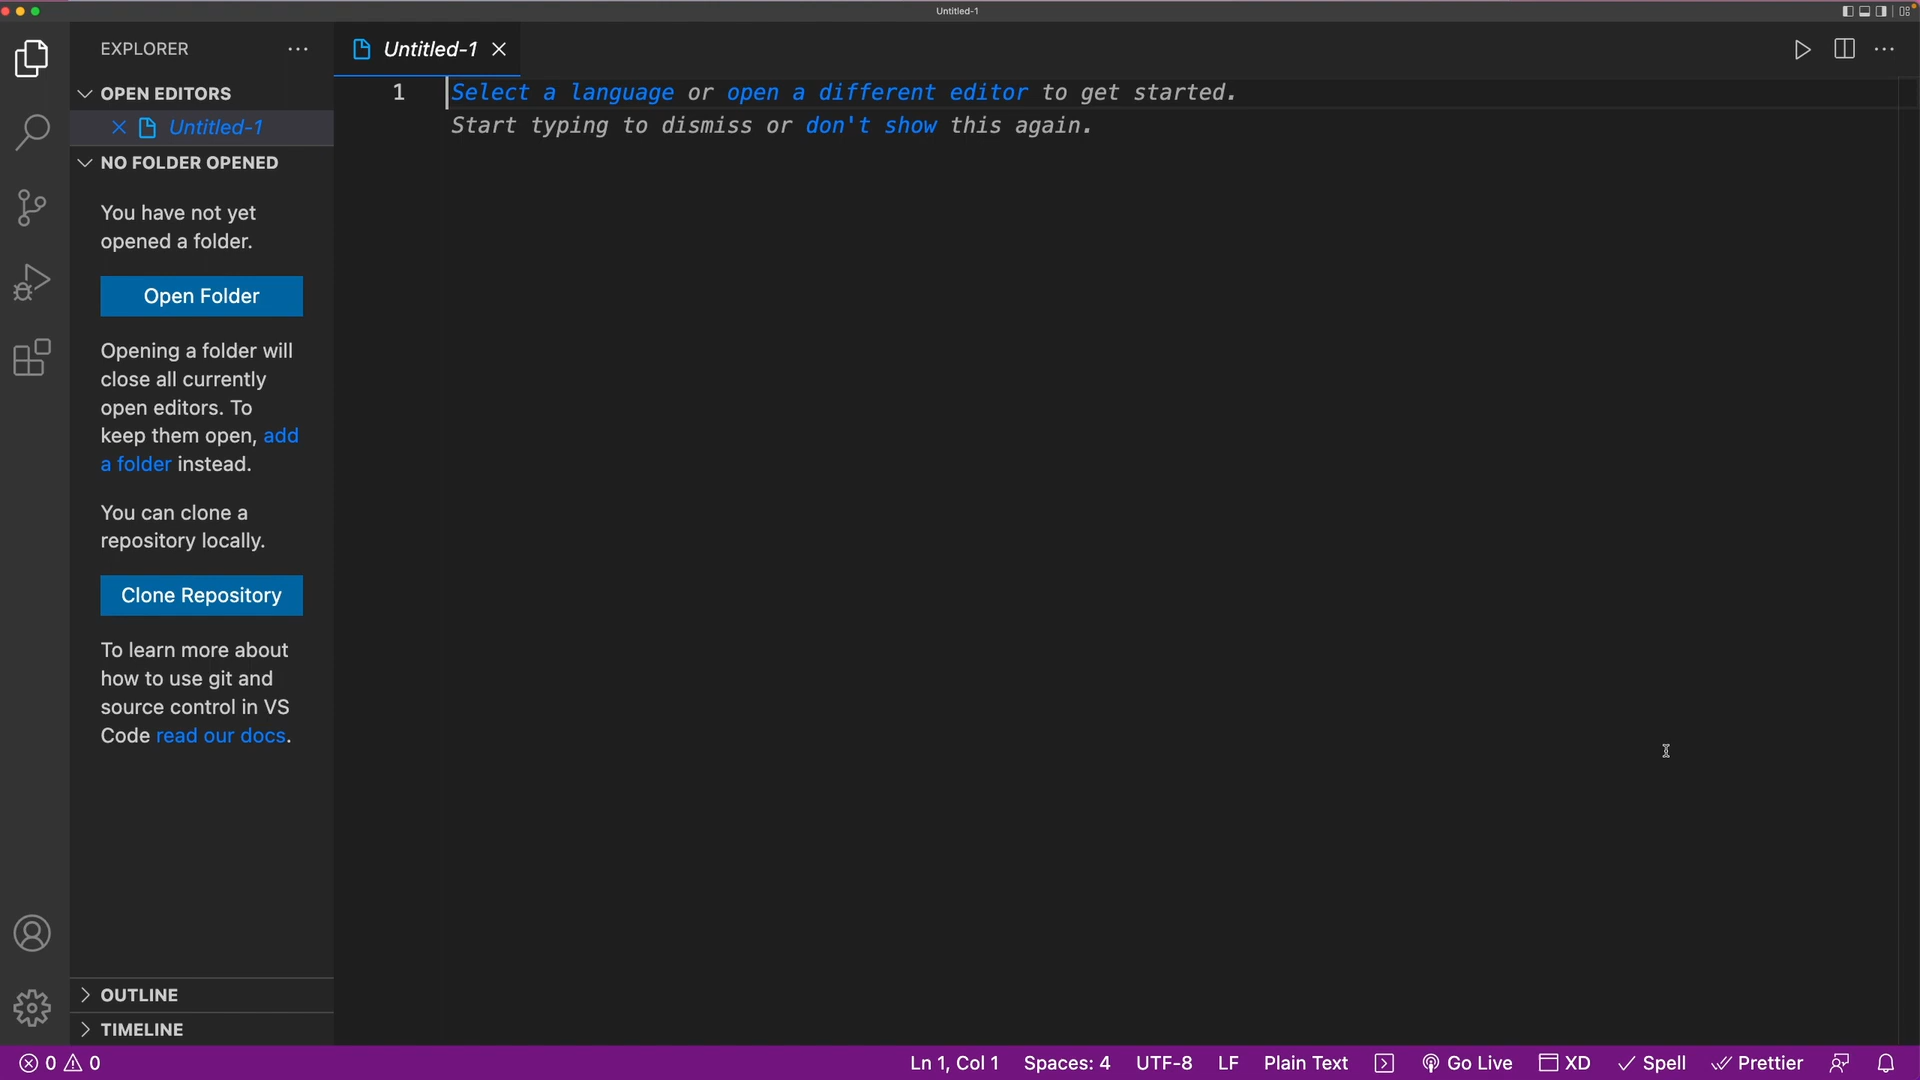 Untitled-1
EXPLORER
OPEN EDITORS
Untitled-1
NO FOLDER OPENED
You have not yet
opened a folder.
Open Folder
Opening a folder will
close all currently
open editors. To
keep them open, add
a folder instead.
You can clone a
repository locally.
Clone Repository
To learn more about
how to use git and
source control in VS
Code read our docs.
OUTLINE
TIMELINE
Untitled-1
1
Select a language or open a different editor to get started.
Start typing to dismiss or don't show this again.
0 0 Ln 1, Col 1 Spaces: 4 UTF-8 LF Plain Text Go Live XD Spell Prettier